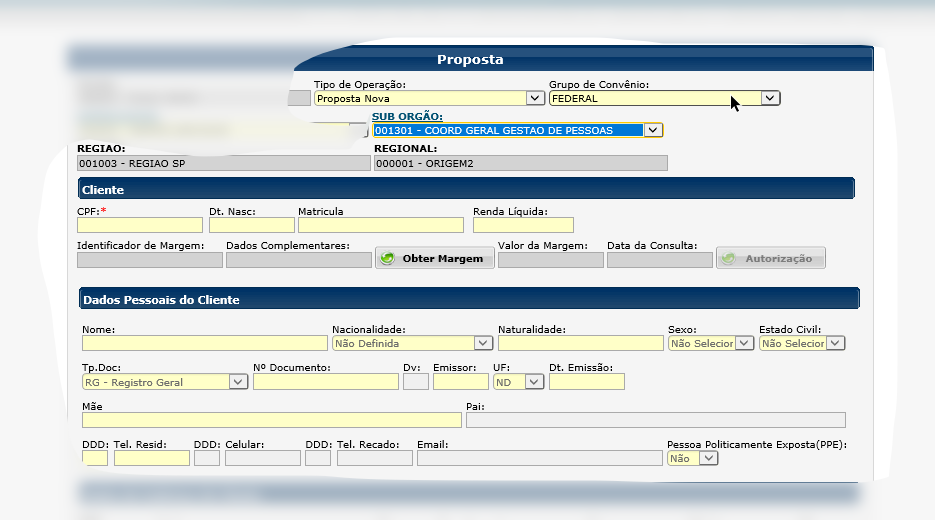 Proposta
Tipo de Operação: Grupo de Convênio:
Proposta Nova FEDERAL
SUB ORGÃO:
001301 - COORD GERAL GESTAO DE PESSOAS
REGIAO: REGIONAL:
001003 - REGIAO SP 000001 - ORIGEM2
Cliente
CPF:* Dt. Nasc: Matricula Renda Líquida:
Identificador de Margem: Dados Complementares: Obter Margem Valor da Margem: Data da Consulta: Autorização
Dados Pessoais do Cliente
Nome: Nacionalidade: Naturalidade: Sexo: Estado Civil:
Não Definida Não Selecior Não Selecior
Tp.Doc: Nº Documento: Dv: Emissor: UF: Dt. Emissão:
RG - Registro Geral ND
Mãe Pai:
DDD: Tel. Resid: DDD: Celular: DDD: Tel. Recado: Email: Pessoa Politicamente Exposta(PPE):
Não